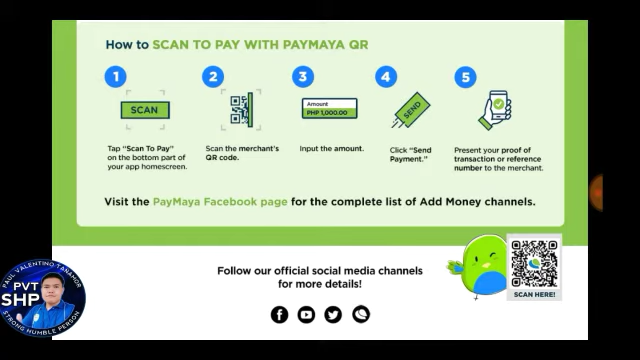 How to SCAN TO PAY WITH PAYMAYA QR
1
2
3
4
5
SCAN
Amount
PHP 1,000.00
SEND
Tap "Scan To Pay"
on the bottom part of
your app homescreen.
Scan the merchant's
QR code.
Input the amount.
Click "Send
Payment."
Present your proof of
transaction or reference
number to the merchant.
Visit the PayMaya Facebook page for the complete list of Add Money channels.
Follow our official social media channels
for more details!
SCAN HERE!
PAUL VALENTINO TANAMOR
PVT
SHP
STRONG HUMBLE PERSON